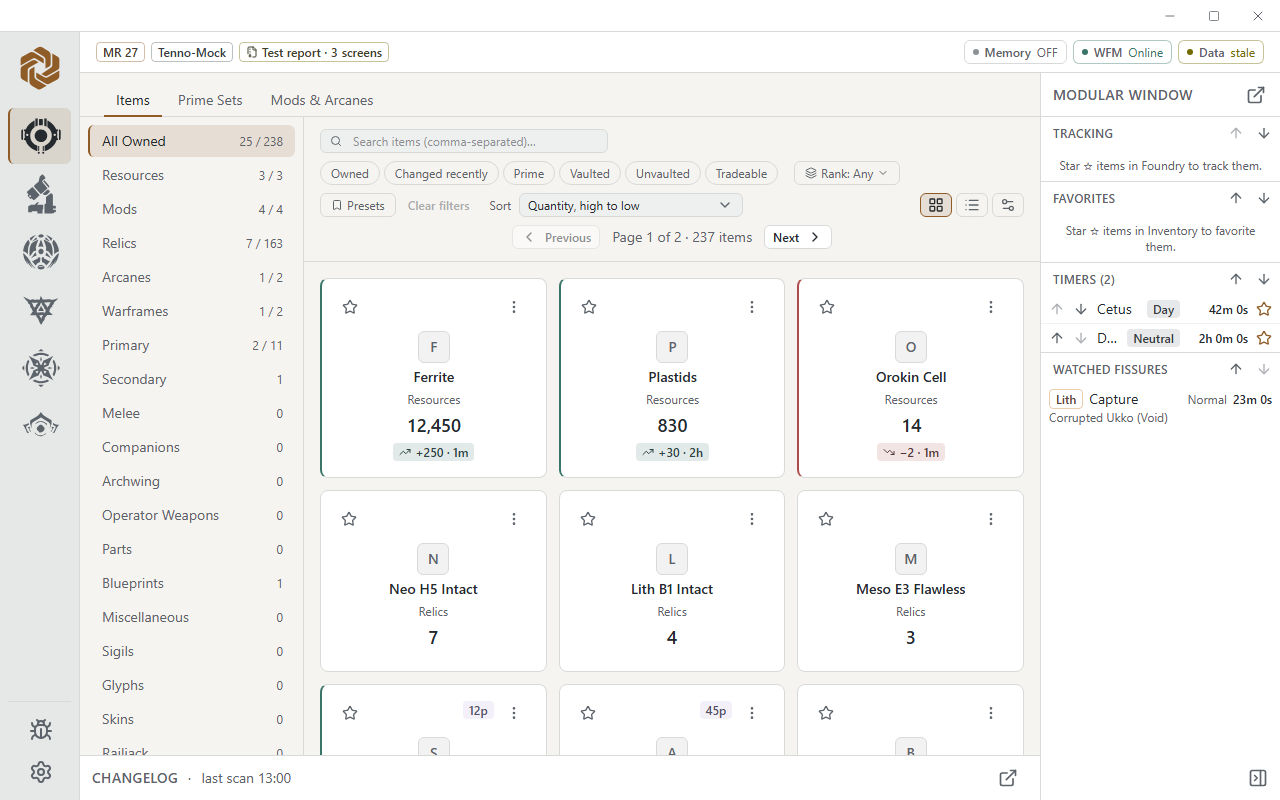 MR 27
Tenno-Mock
Test report · 3 screens
Memory OFF
WFM Online
Data stale
Items
Prime Sets
Mods & Arcanes
All Owned 25 / 238
Resources 3 / 3
Mods 4 / 4
Relics 7 / 163
Arcanes 1 / 2
Warframes 1 / 2
Primary 2 / 11
Secondary 1
Melee 0
Companions 0
Archwing 0
Operator Weapons 0
Parts 0
Blueprints 1
Miscellaneous 0
Sigils 0
Glyphs 0
Skins 0
Railjack 0
Search items (comma-separated)...
Owned
Changed recently
Prime
Vaulted
Unvaulted
Tradeable
Rank: Any
Presets
Clear filters
Sort
Quantity, high to low
Previous
Page 1 of 2 · 237 items
Next
F
Ferrite
Resources
12,450
+250 · 1m
P
Plastids
Resources
830
+30 · 2h
O
Orokin Cell
Resources
14
−2 · 1m
N
Neo H5 Intact
Relics
7
L
Lith B1 Intact
Relics
4
M
Meso E3 Flawless
Relics
3
12p
S
45p
A
B
CHANGELOG · last scan 13:00
MODULAR WINDOW
TRACKING
Star ☆ items in Foundry to track them.
FAVORITES
Star ☆ items in Inventory to favorite
them.
TIMERS (2)
Cetus Day 42m 0s
D... Neutral 2h 0m 0s
WATCHED FISSURES
Lith Capture Normal 23m 0s
Corrupted Ukko (Void)